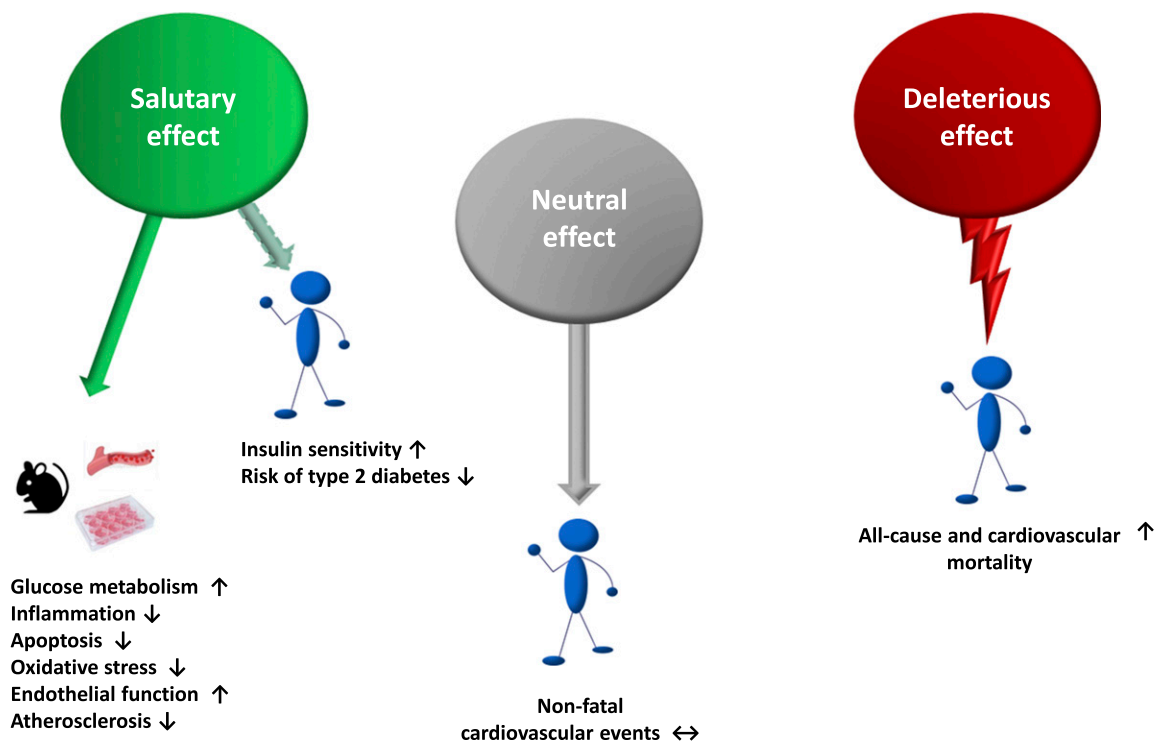 Salutary
effect
Insulin sensitivity ↑
Risk of type 2 diabetes ↓
Glucose metabolism ↑
Inflammation ↓
Apoptosis ↓
Oxidative stress ↓
Endothelial function ↑
Atherosclerosis ↓
Neutral
effect
Non-fatal
cardiovascular events ↔
Deleterious
effect
All-cause and cardiovascular ↑
mortality